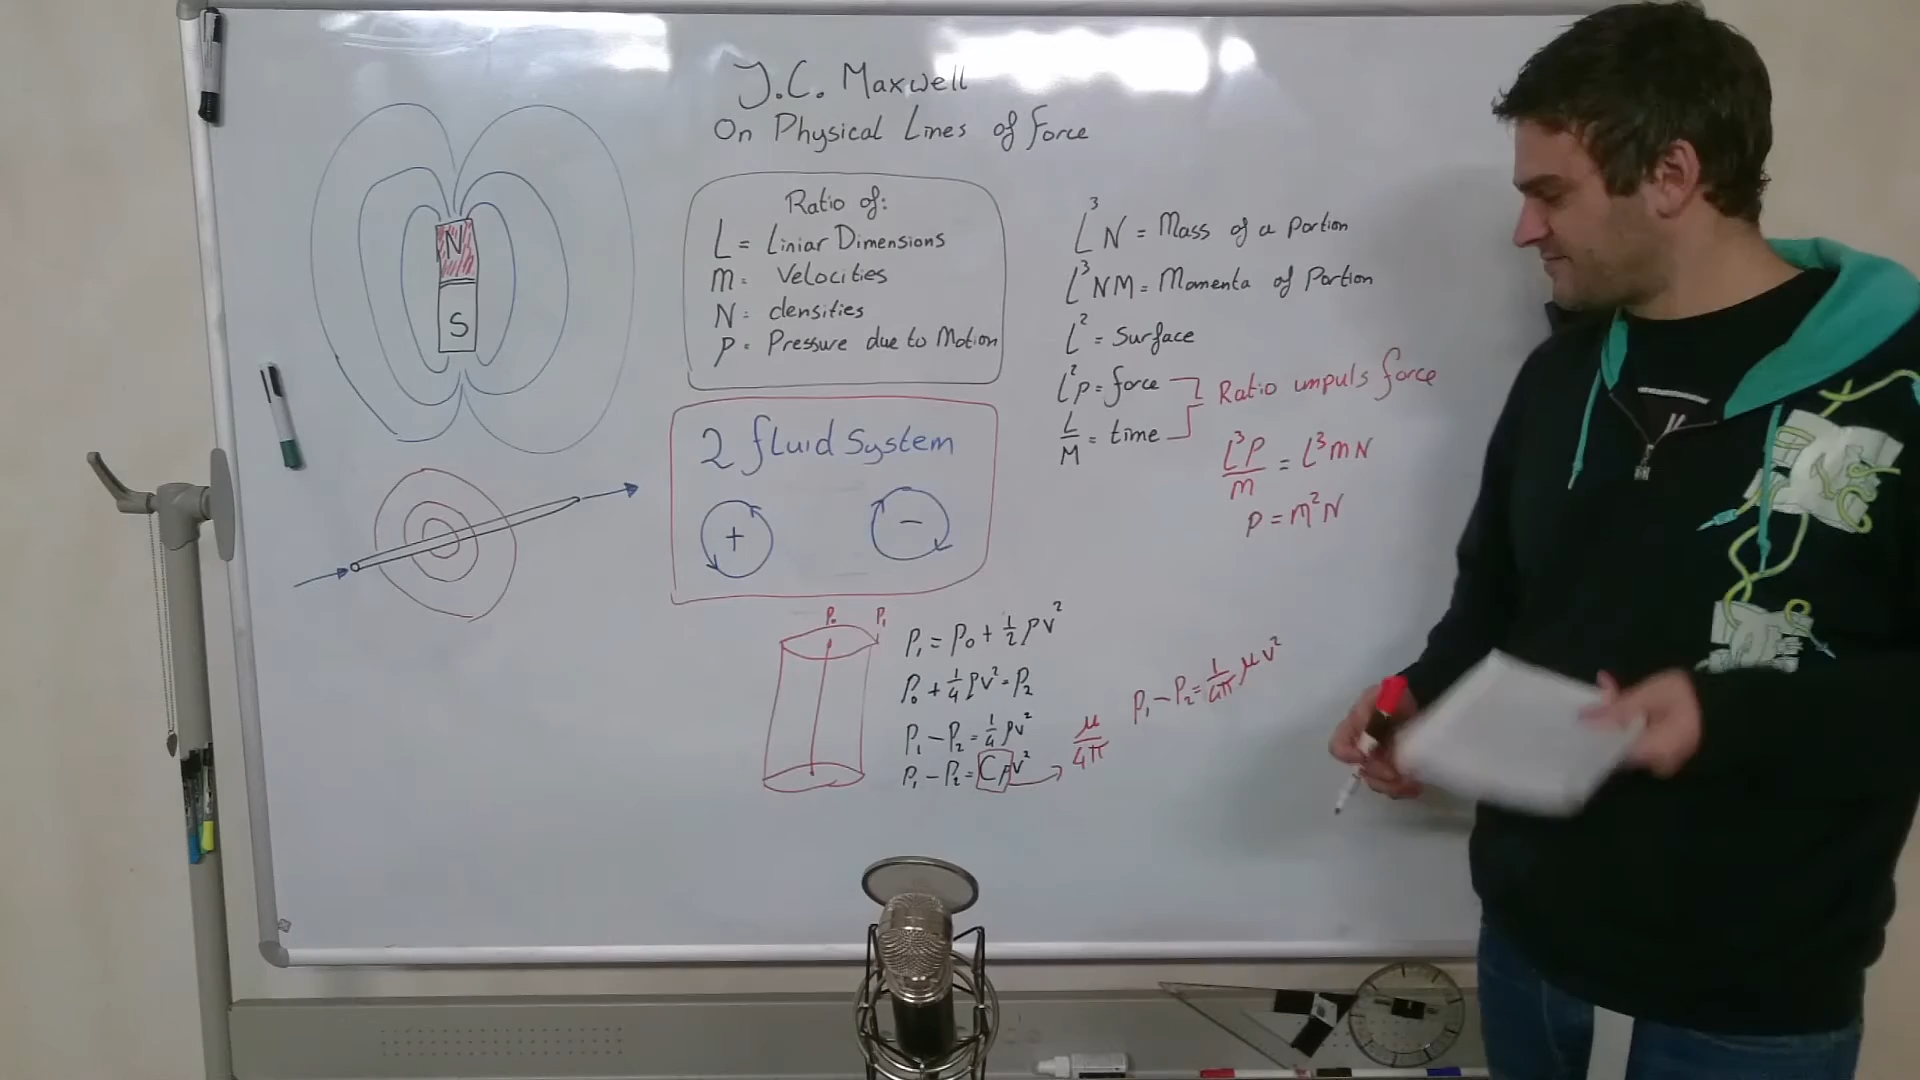 J.C. Maxwell
On Physical Lines of Force
N
S
Ratio of:
L = Liniar Dimensions
M = Velocities
N = densities
P = Pressure due to Motion
2 fluid System
+
−
L³N = Mass of a Portion
L³NM = Momenta of Portion
L² = Surface
L²P = force
L/M = time
Ratio impuls force
L³P/m = L³mN
P = m²N
P₀ P₁
P₁ = P₀ + 1/2 ρv²
P₀ + 1/4 ρv² = P₂
P₁ − P₂ = 1/4 ρv²
P₁ − P₂ = Cρv²
μ/4π
P₁ − P₂ = 1/4π μv²